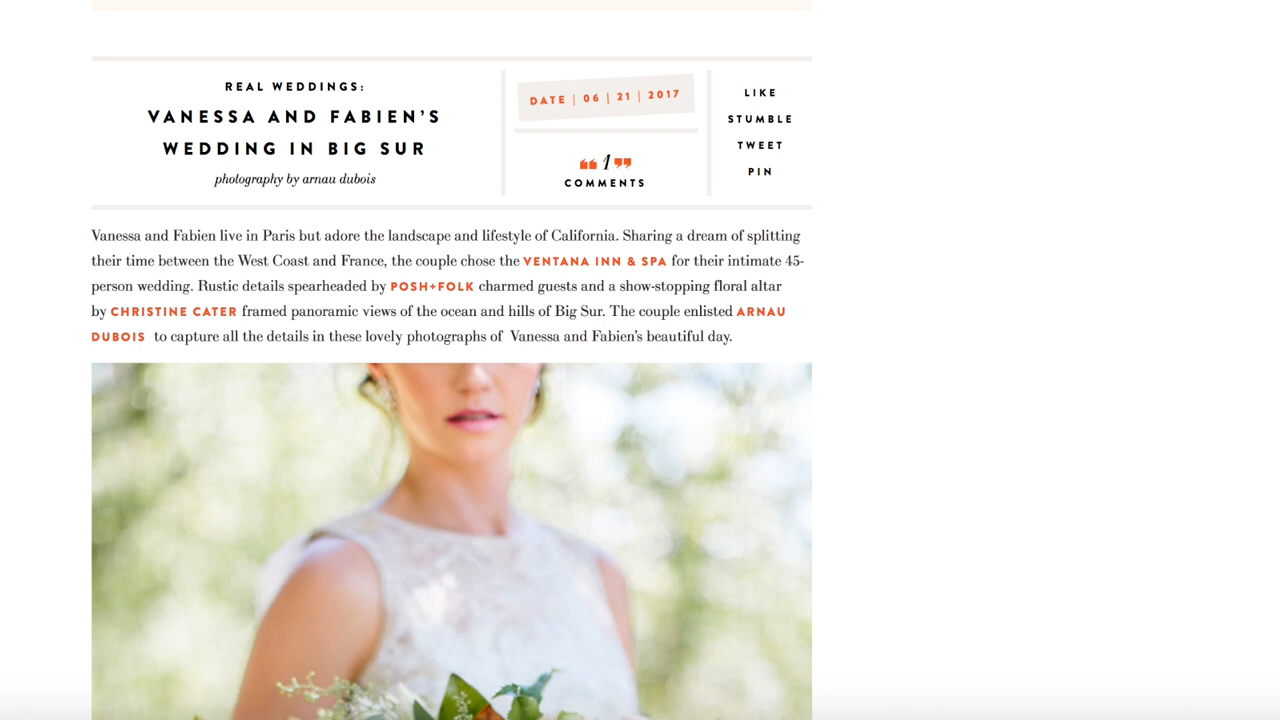 REAL WEDDINGS:
VANESSA AND FABIEN'S
WEDDING IN BIG SUR
photography by arnau dubois
DATE | 06 | 21 | 2017
❝ 1 ❞
COMMENTS
LIKE
STUMBLE
TWEET
PIN
Vanessa and Fabien live in Paris but adore the landscape and lifestyle of California. Sharing a dream of splitting
their time between the West Coast and France, the couple chose the VENTANA INN & SPA for their intimate 45-
person wedding. Rustic details spearheaded by POSH+FOLK charmed guests and a show-stopping floral altar
by CHRISTINE CATER framed panoramic views of the ocean and hills of Big Sur. The couple enlisted ARNAU
DUBOIS to capture all the details in these lovely photographs of Vanessa and Fabien's beautiful day.